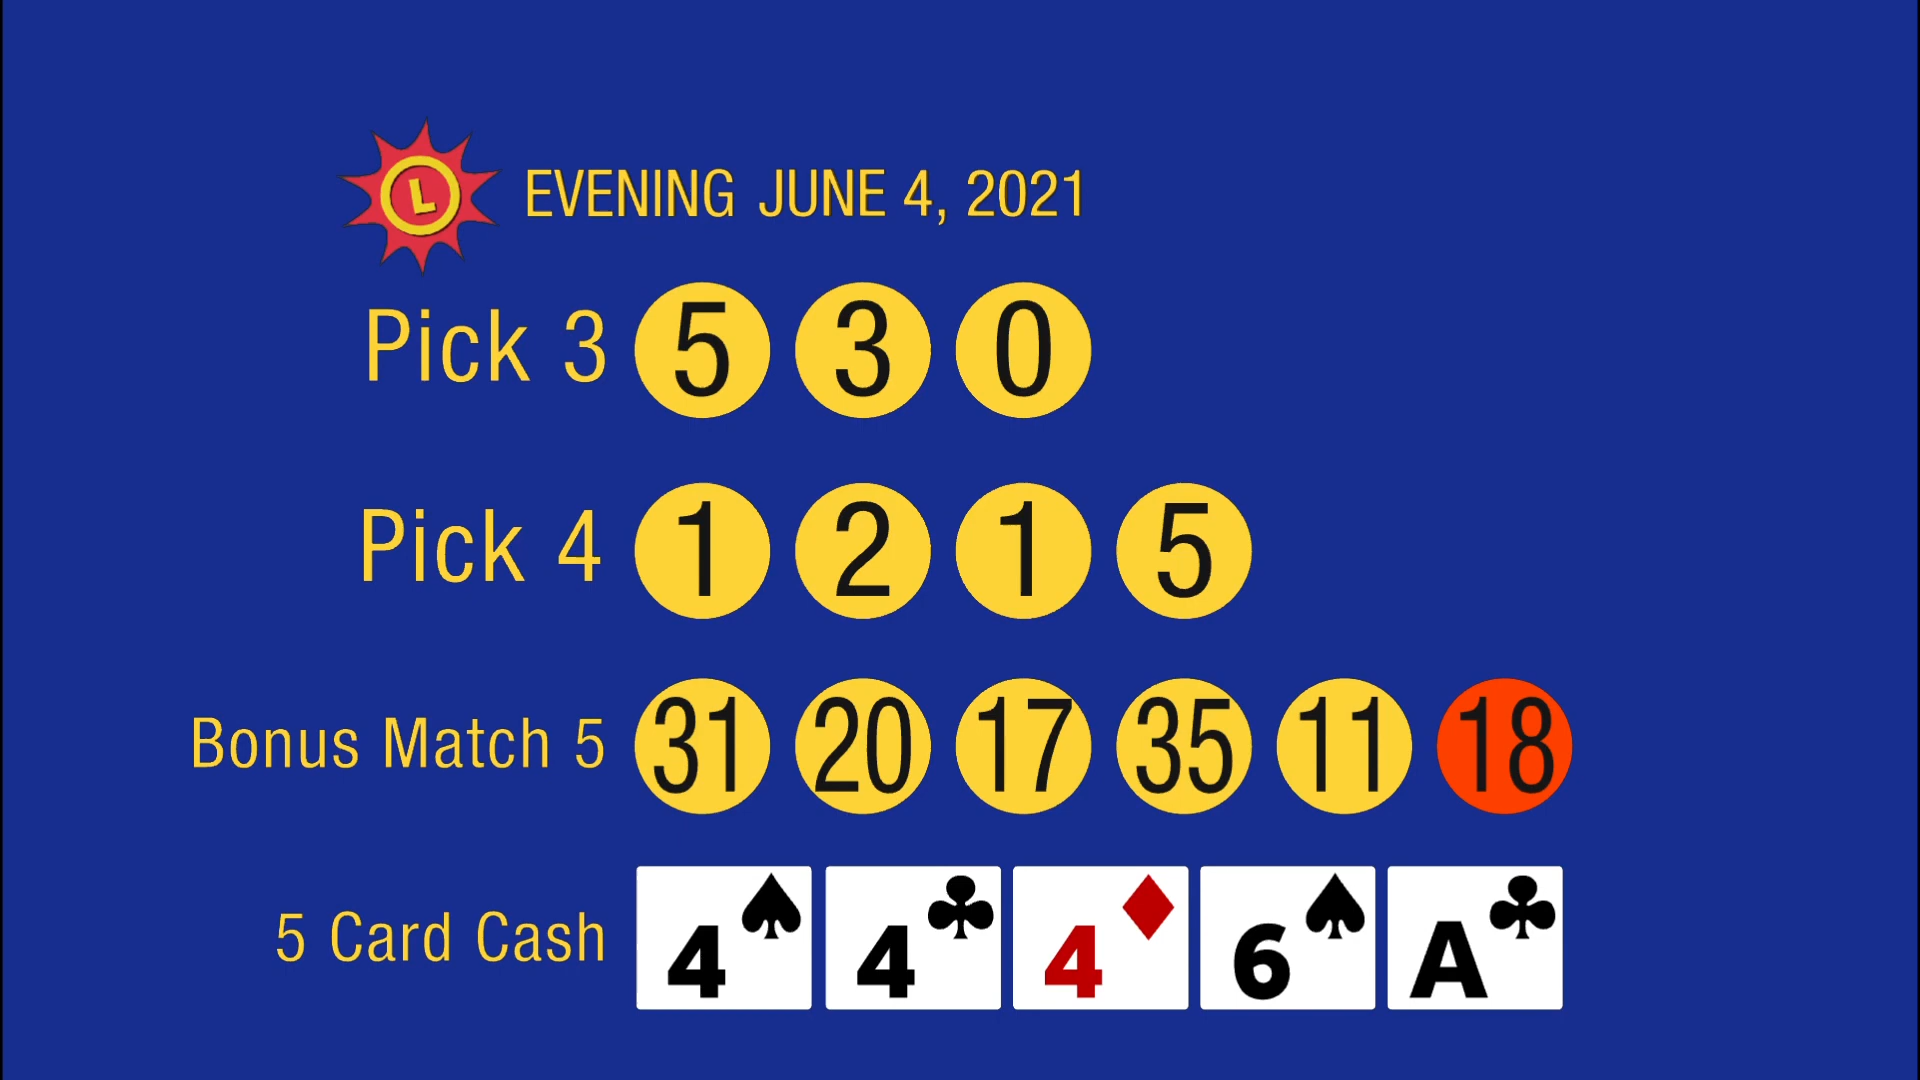 L EVENING JUNE 4, 2021
Pick 3 5 3 0
Pick 4 1 2 1 5
Bonus Match 5 31 20 17 35 11 18
5 Card Cash 4♠ 4♣ 4♦ 6♠ A♣